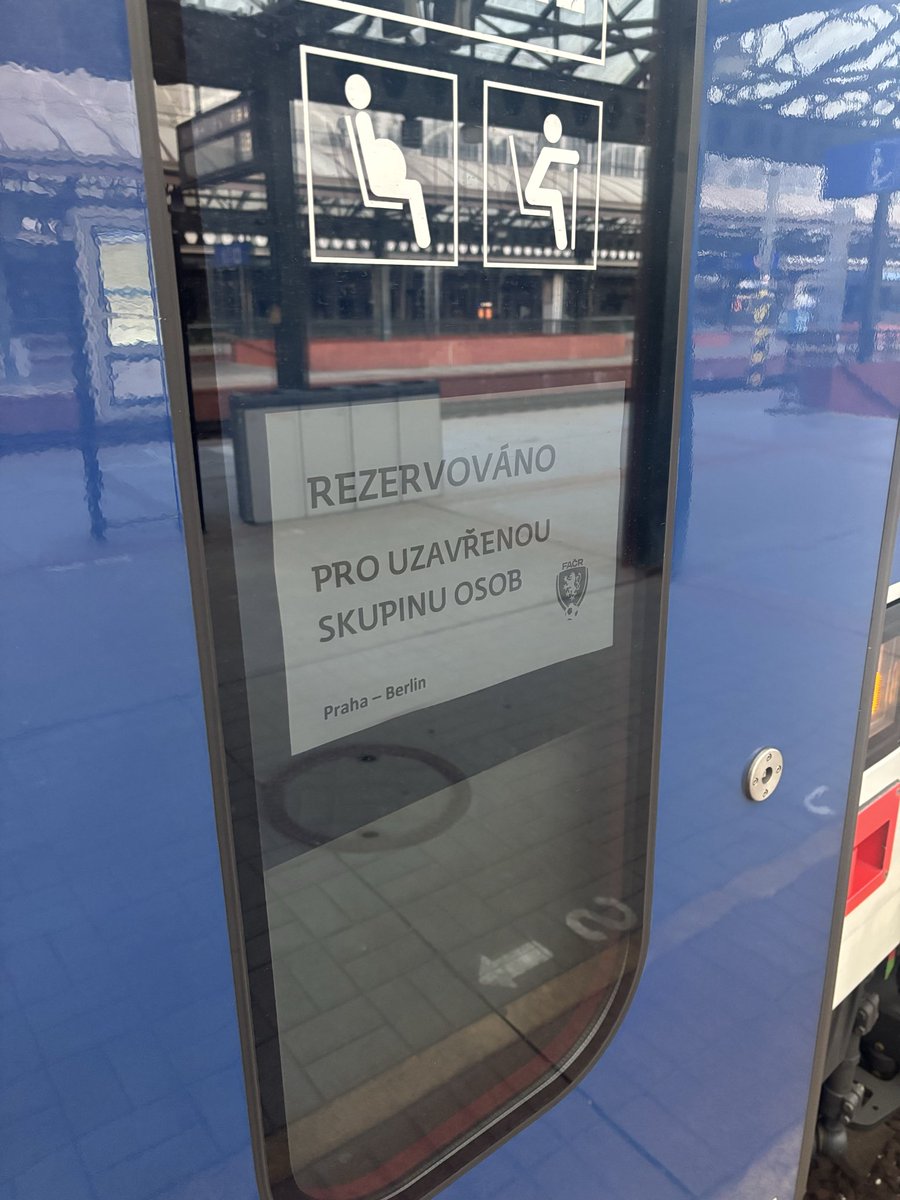 REZERVOVÁNO
PRO UZAVŘENOU
SKUPINU OSOB
FAČR
Praha – Berlin